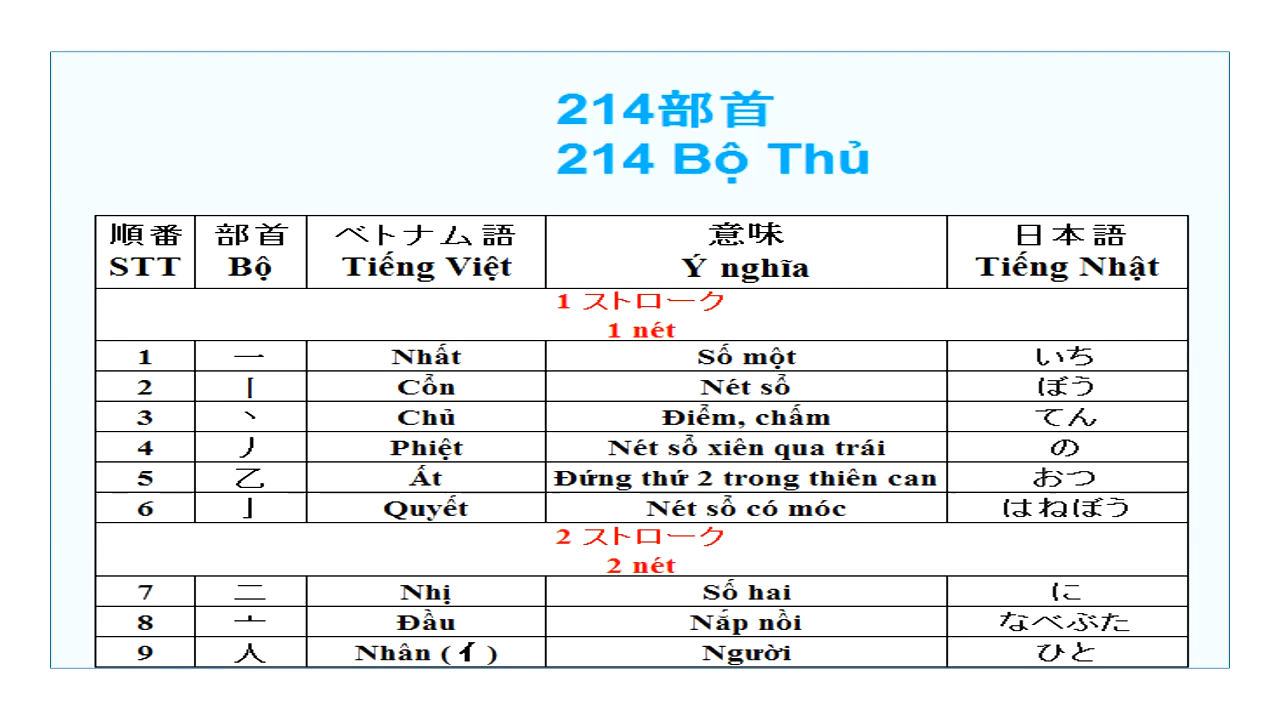 214部首
214 Bộ Thủ
順番 部首 ベトナム語 意味 日本語
STT Bộ Tiếng Việt Ý nghĩa Tiếng Nhật
1 ストローク
1 nét
1 一 Nhất Số một いち
2 〡 Cổn Nét sổ ぼう
3 丶 Chủ Điểm, chấm てん
4 丿 Phiệt Nét sổ xiên qua trái の
5 乙 Ất Đứng thứ 2 trong thiên can おつ
6 亅 Quyết Nét sổ có móc はねぼう
2 ストローク
2 nét
7 二 Nhị Số hai に
8 亠 Đầu Nắp nồi なべぶた
9 人 Nhân (亻) Người ひと